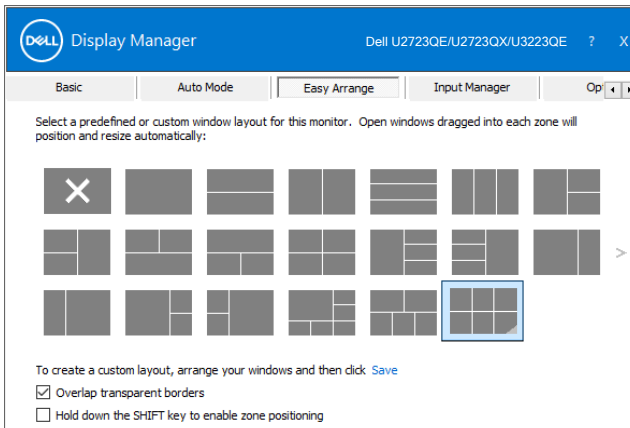 DELL Display Manager Dell U2723QE/U2723QX/U3223QE ? X
Basic Auto Mode Easy Arrange Input Manager
Select a predefined or custom window layout for this monitor. Open windows dragged into each zone will
position and resize automatically:
>
To create a custom layout, arrange your windows and then click Save
Overlap transparent borders
Hold down the SHIFT key to enable zone positioning